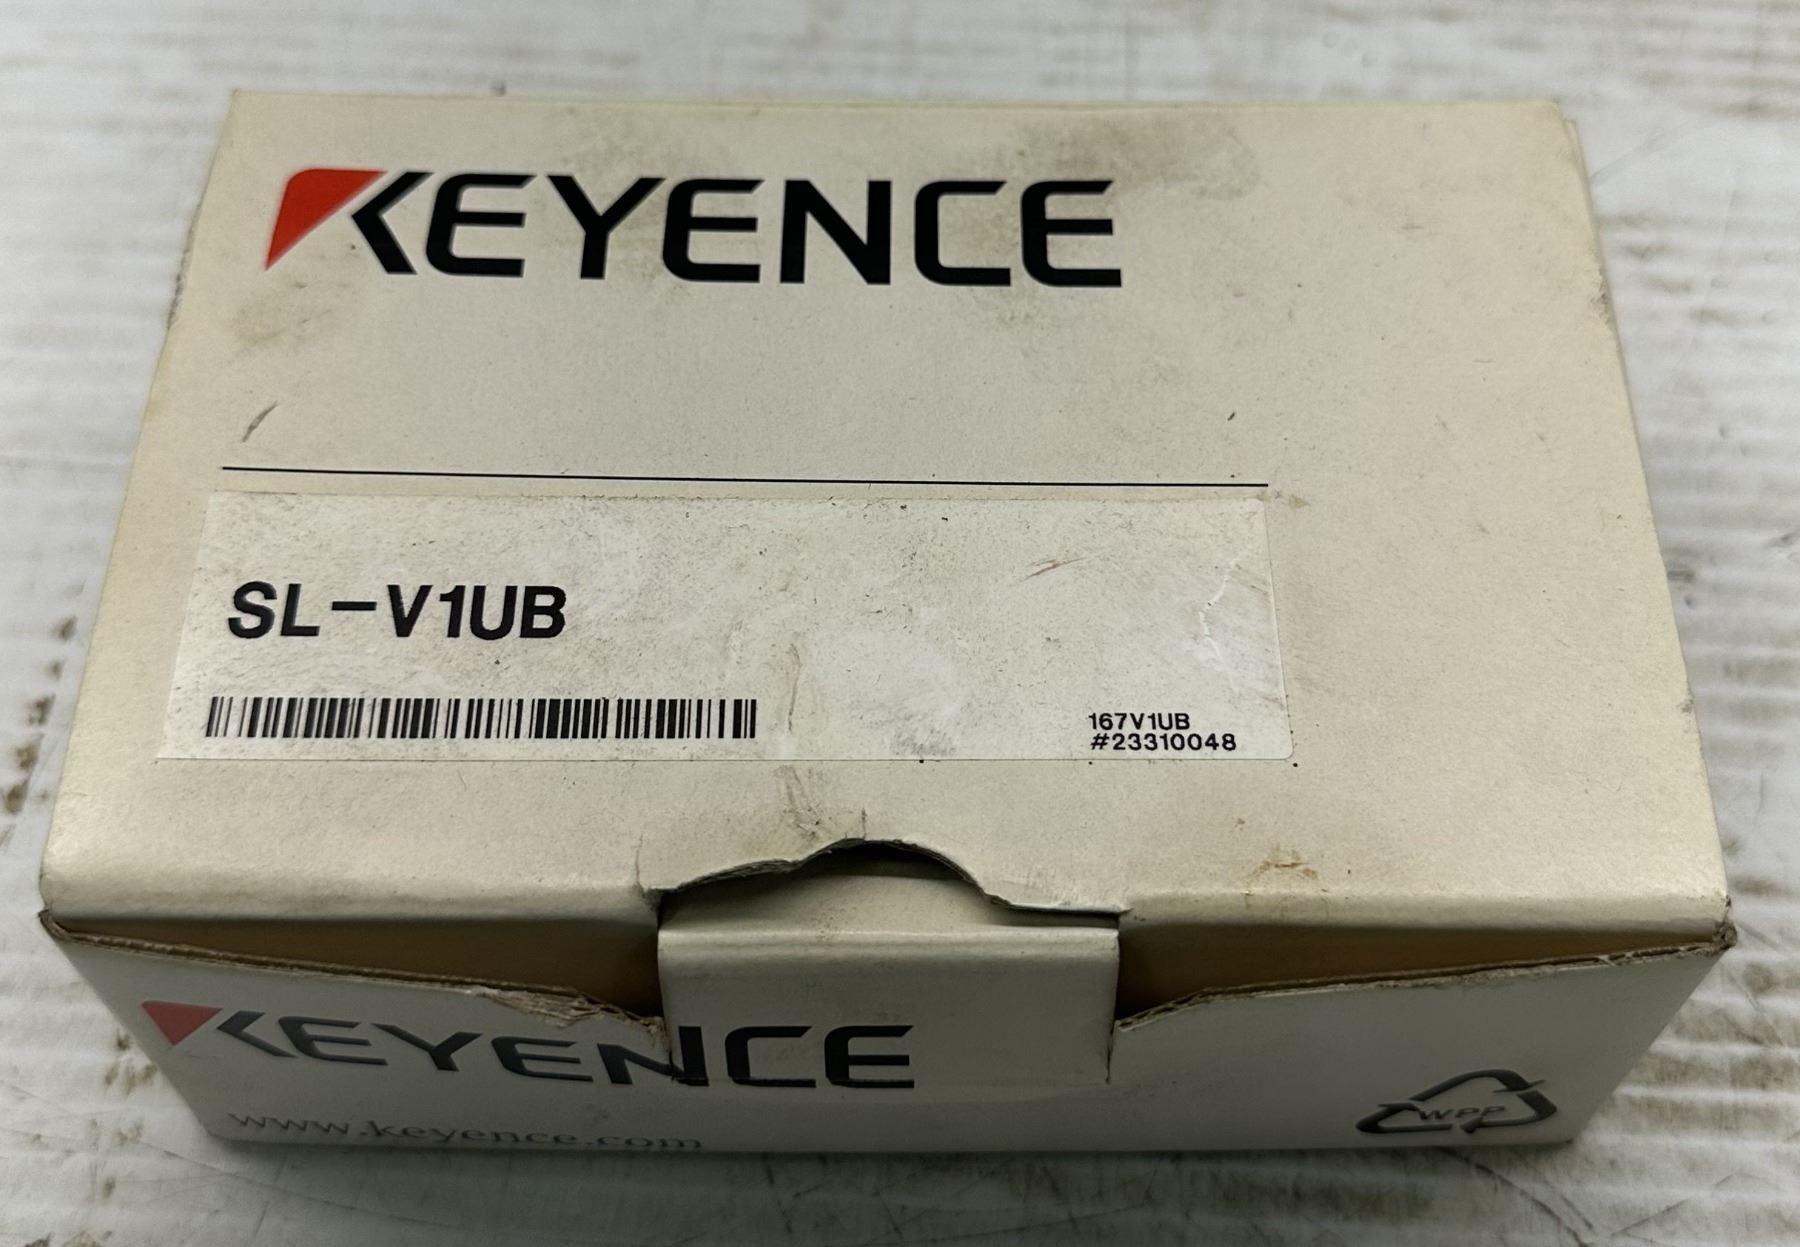 KEYENCE
SL-V1UB
167V1UB
#23310048
KEYENCE
www.keyence.com
WPP